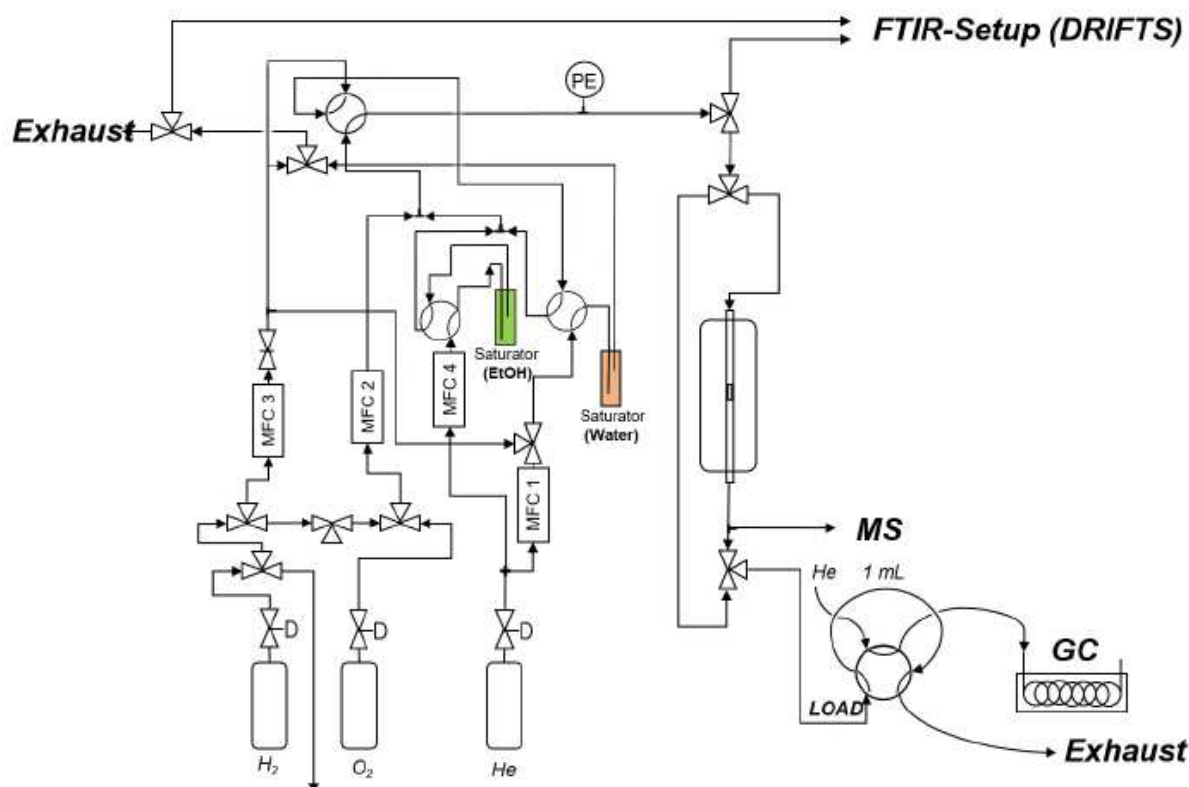 FTIR-Setup (DRIFTS)
PE
Exhaust
Saturator
(EtOH)
MFC 4
MFC 2
MFC 3
Saturator
(Water)
MFC 1
MS
He 1 mL
D
D
D
GC
LOAD
Exhaust
H₂
O₂
He